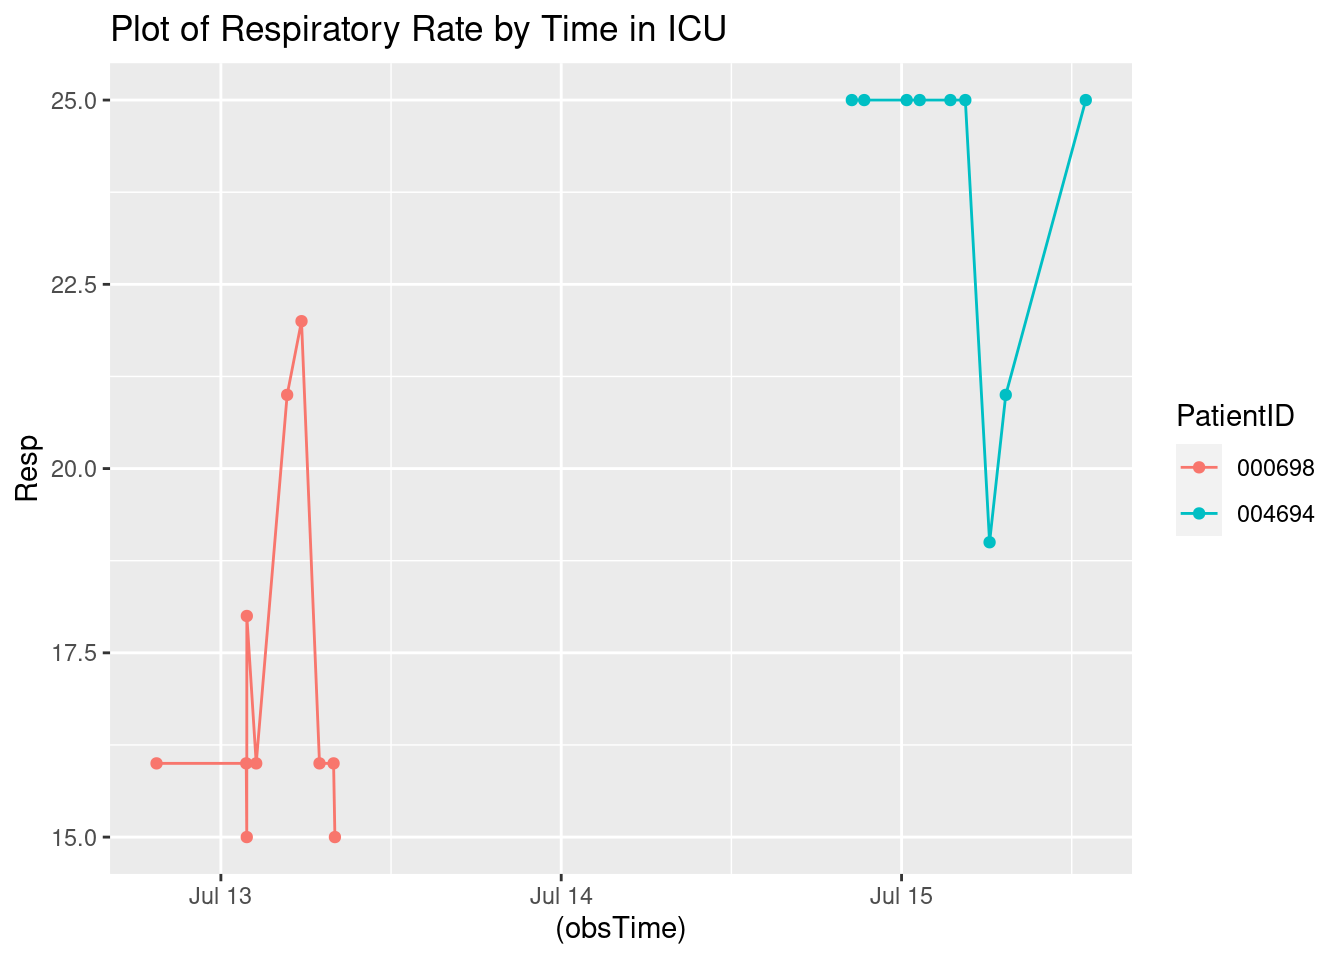 Plot of Respiratory Rate by Time in ICU
Resp
25.0
22.5
20.0
17.5
15.0
Jul 13
Jul 14
Jul 15
(obsTime)
PatientID
000698
004694